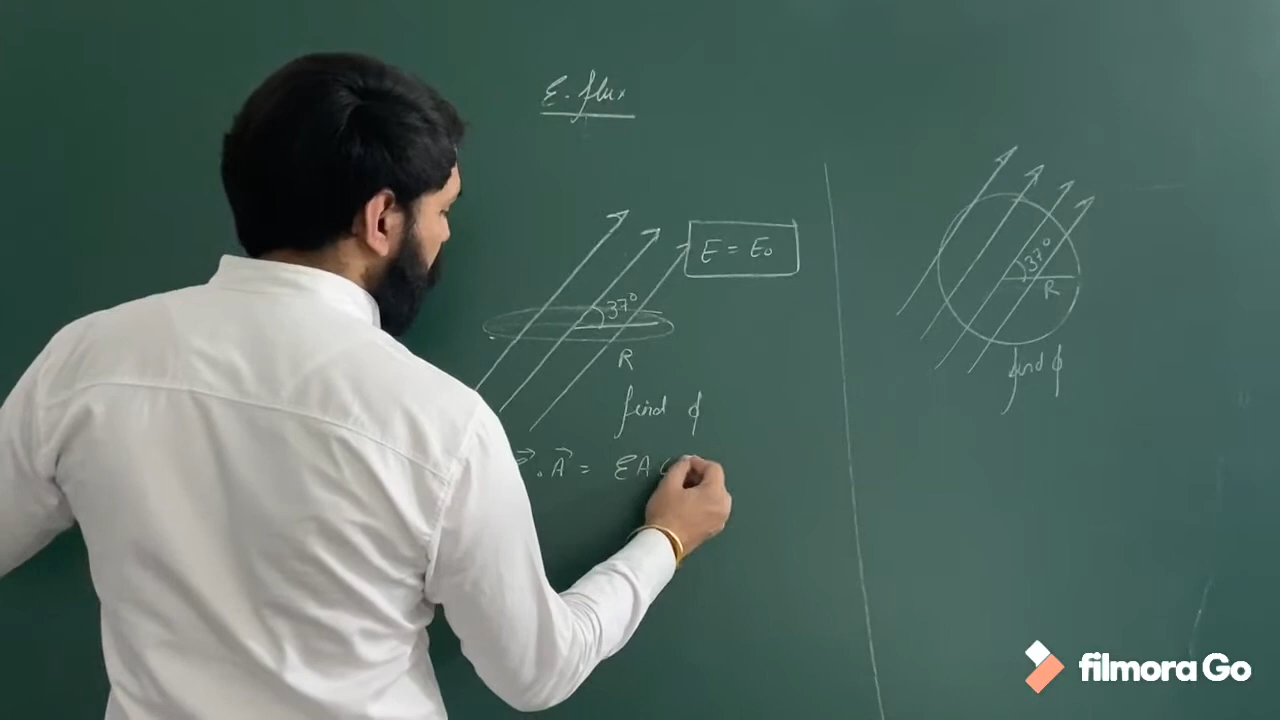 E. flux
E = E₀
37°
R
find ϕ
. A⃗ = EA
37°
R
find ϕ
filmora Go